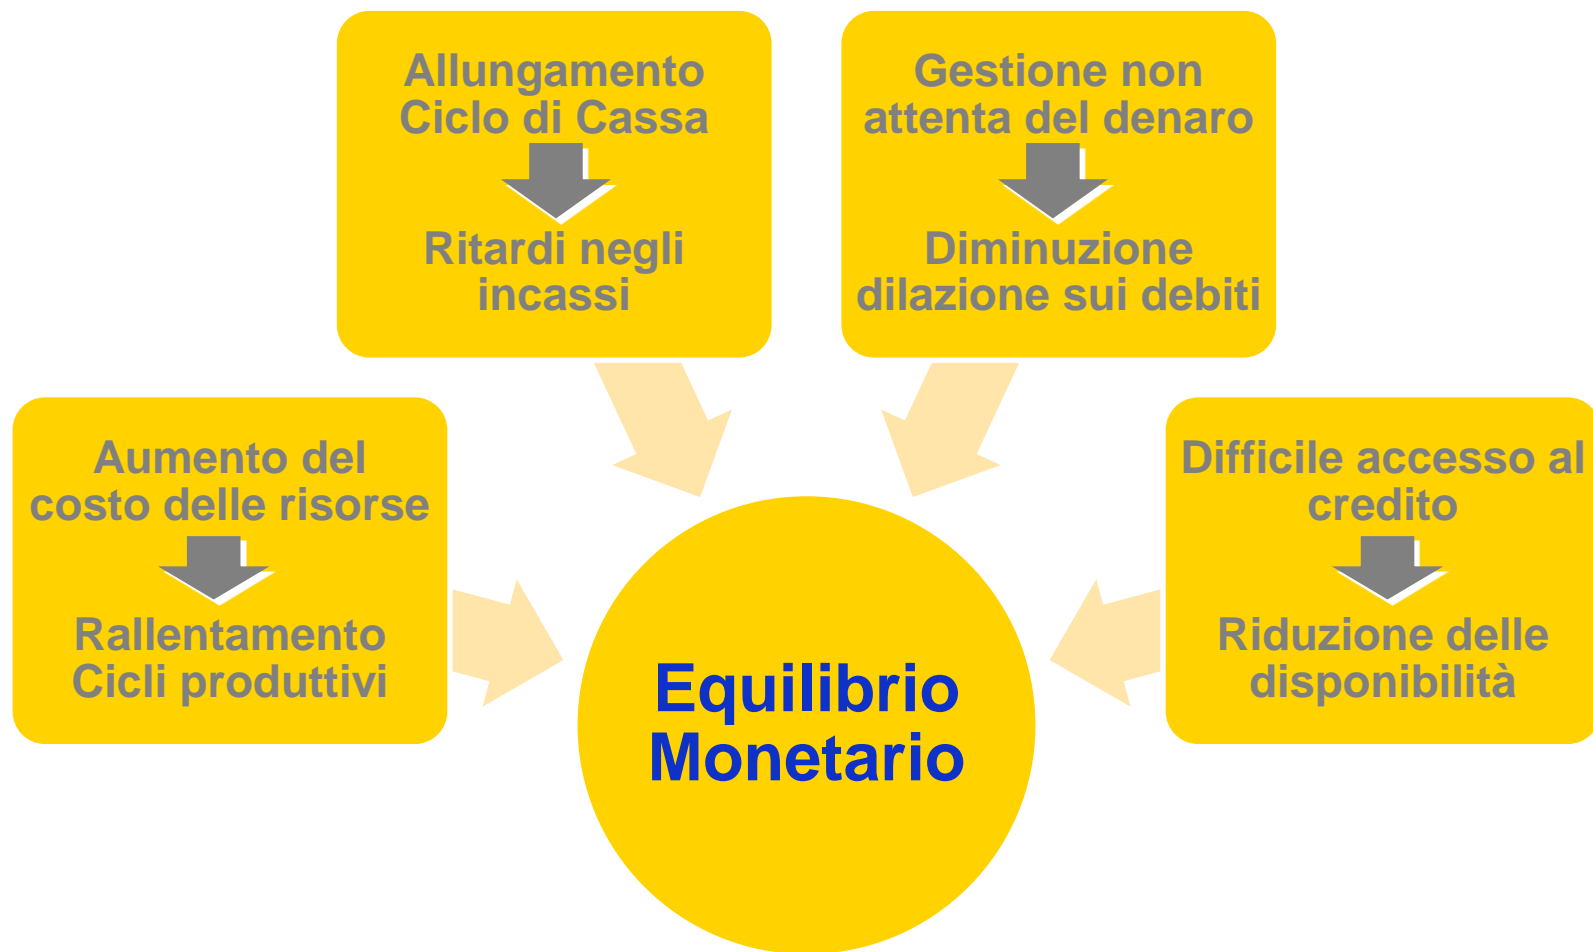 Allungamento
Ciclo di Cassa
Ritardi negli
incassi
Gestione non
attenta del denaro
Diminuzione
dilazione sui debiti
Aumento del
costo delle risorse
Rallentamento
Cicli produttivi
Difficile accesso al
credito
Riduzione delle
disponibilità
Equilibrio
Monetario